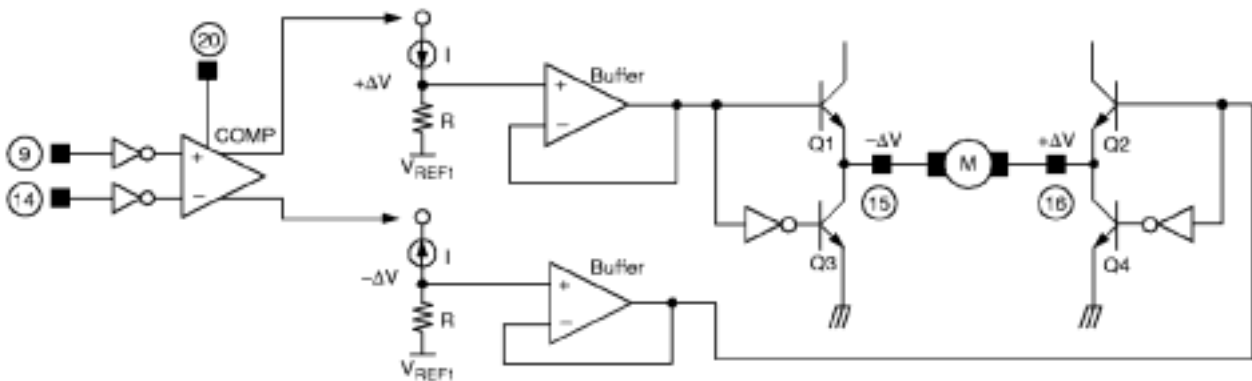 20
I
+ΔV
Buffer
+
−
Q1
Q2
R
COMP
9
+
−ΔV
M
+ΔV
14
−
VREF1
15
16
Q3
Q4
I
−ΔV
Buffer
+
−
R
VREF1